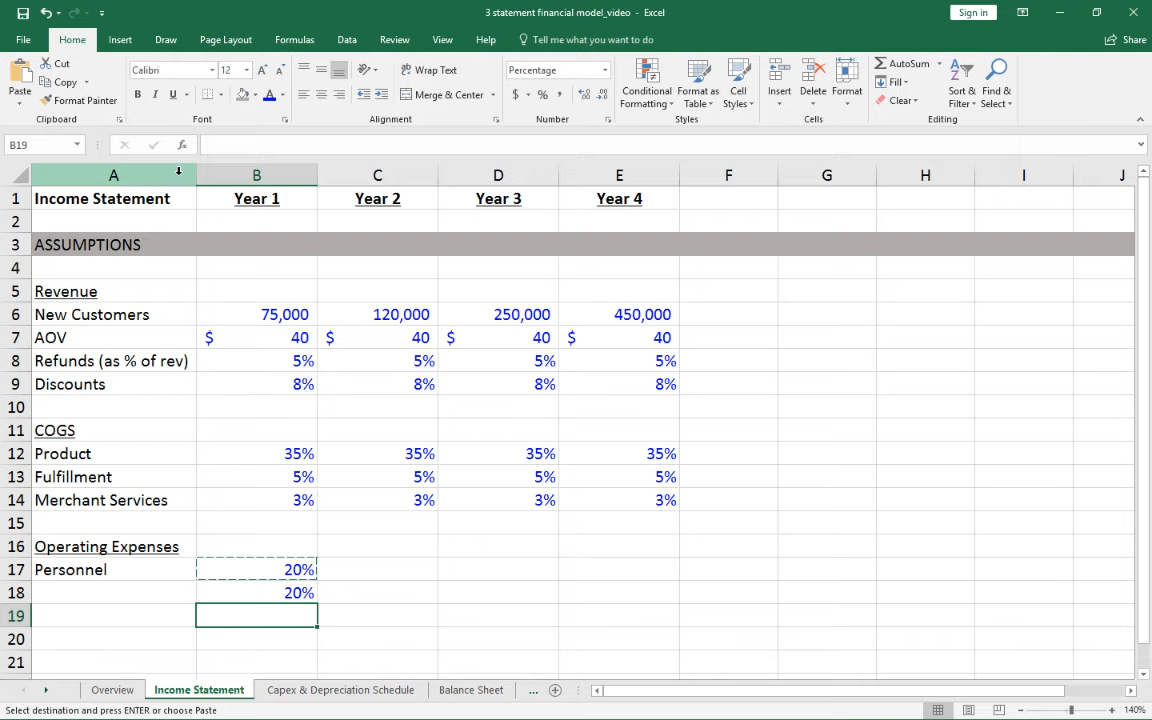 3 statement financial model_video - Excel
Sign in
File Home Insert Draw Page Layout Formulas Data Review View Help Tell me what you want to do Share
Paste Cut Copy Format Painter
Calibri 12
B I U
Wrap Text
Merge & Center
Percentage
$ % ,
Conditional Formatting
Format as Table
Cell Styles
Insert Delete Format
AutoSum
Fill
Clear
Sort & Filter
Find & Select
Clipboard Font Alignment Number Styles Cells Editing
B19 fx
A B C D E F G H I J
1 Income Statement Year 1 Year 2 Year 3 Year 4
2
3 ASSUMPTIONS
4
5 Revenue
6 New Customers 75,000 120,000 250,000 450,000
7 AOV $ 40 $ 40 $ 40 $ 40
8 Refunds (as % of rev) 5% 5% 5% 5%
9 Discounts 8% 8% 8% 8%
10
11 COGS
12 Product 35% 35% 35% 35%
13 Fulfillment 5% 5% 5% 5%
14 Merchant Services 3% 3% 3% 3%
15
16 Operating Expenses
17 Personnel 20%
18 20%
19
20
21
Overview Income Statement Capex & Depreciation Schedule Balance Sheet ...
Select destination and press ENTER or choose Paste 140%